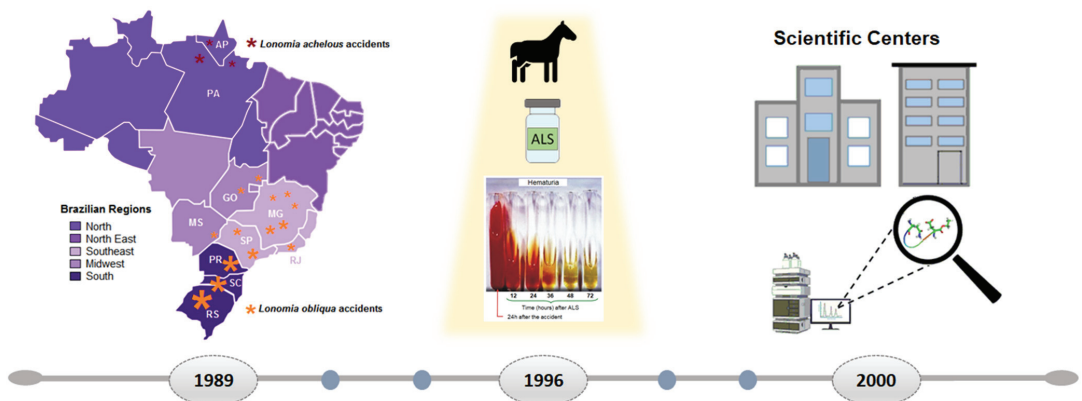 Lonomia achelous accidents
AP
PA
GO
MG
MS
SP
RJ
PR
SC
RS
Brazilian Regions
North
North East
Southeast
Midwest
South
Lonomia obliqua accidents
ALS
Hematuria
12 24 36 48 72
Time (hours) after ALS
24h after the accident
Scientific Centers
1989
1996
2000